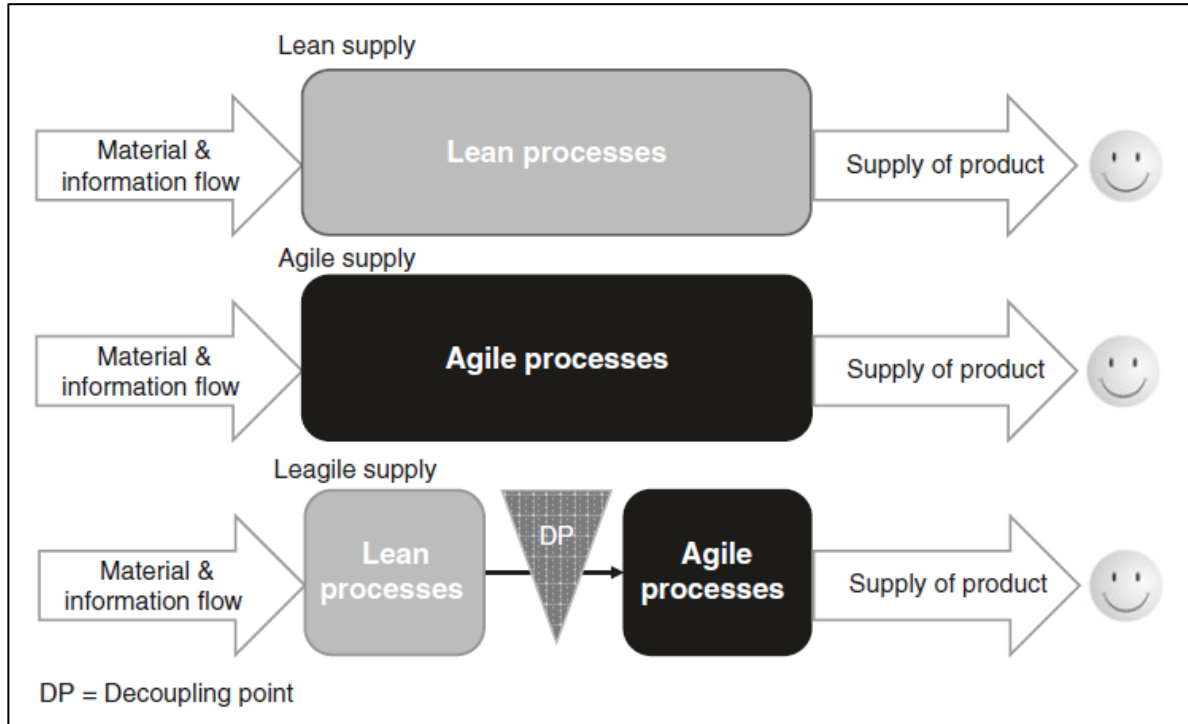 Lean supply
Material &
information flow
Lean processes
Supply of product
Agile supply
Material &
information flow
Agile processes
Supply of product
Leagile supply
Material &
information flow
Lean
processes
DP
Agile
processes
Supply of product
DP = Decoupling point